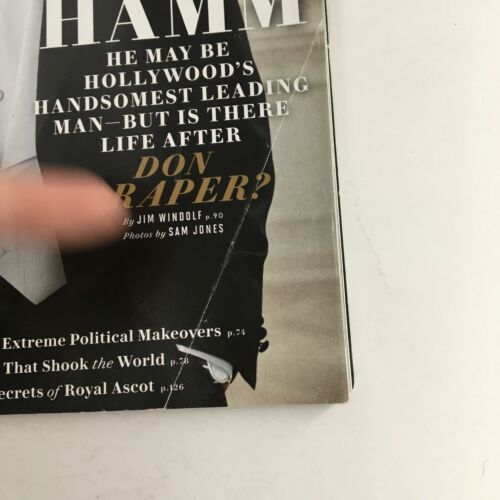 HAMM
HE MAY BE
HOLLYWOOD'S
HANDSOMEST LEADING
MAN—BUT IS THERE
LIFE AFTER
DON
RAPER?
By JIM WINDOLF p.90
Photos by SAM JONES
Extreme Political Makeovers p.74
That Shook the World p.78
ecrets of Royal Ascot p.126